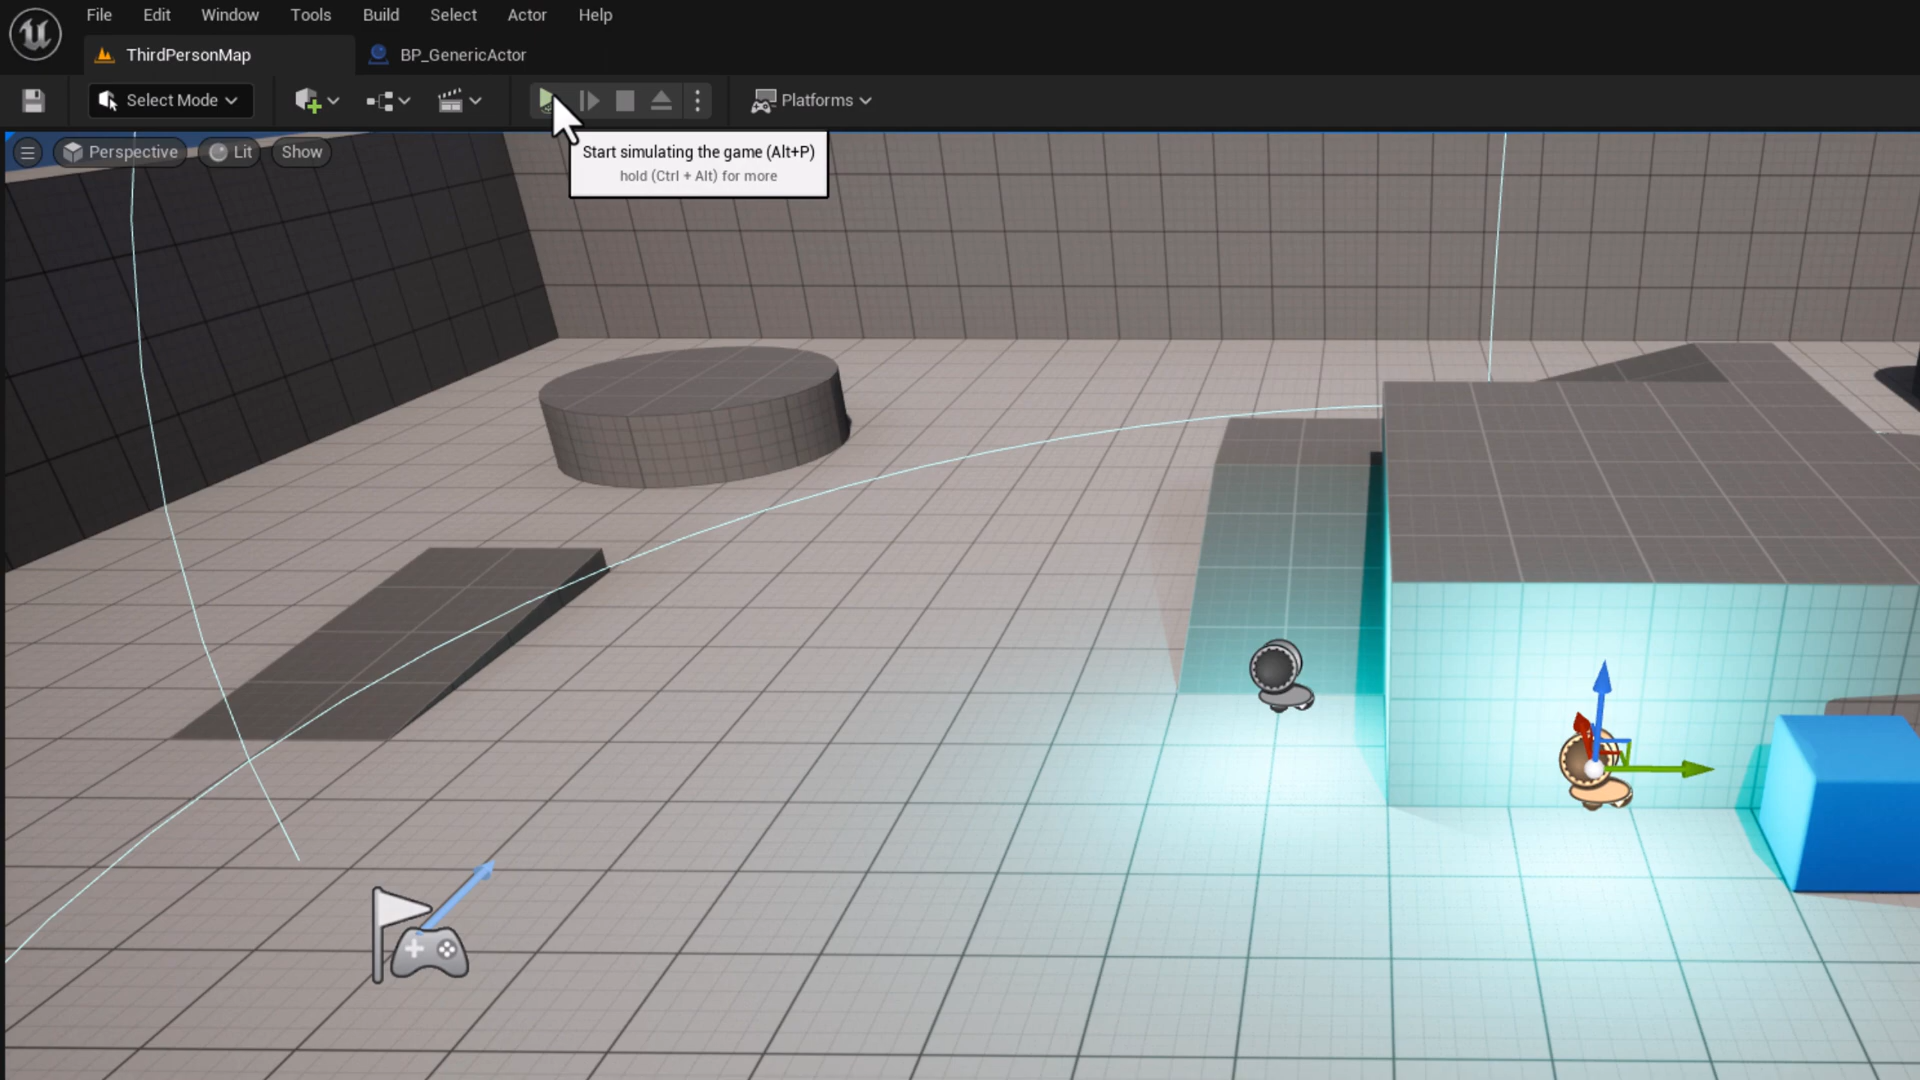 File Edit Window Tools Build Select Actor Help
ThirdPersonMap BP_GenericActor
Select Mode Platforms
Perspective Lit Show
Start simulating the game (Alt+P)
hold (Ctrl + Alt) for more